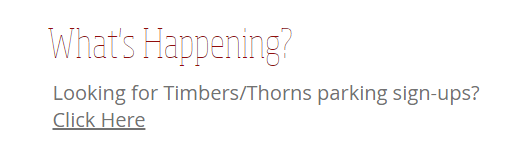 What's Happening?
Looking for Timbers/Thorns parking sign-ups?
Click Here